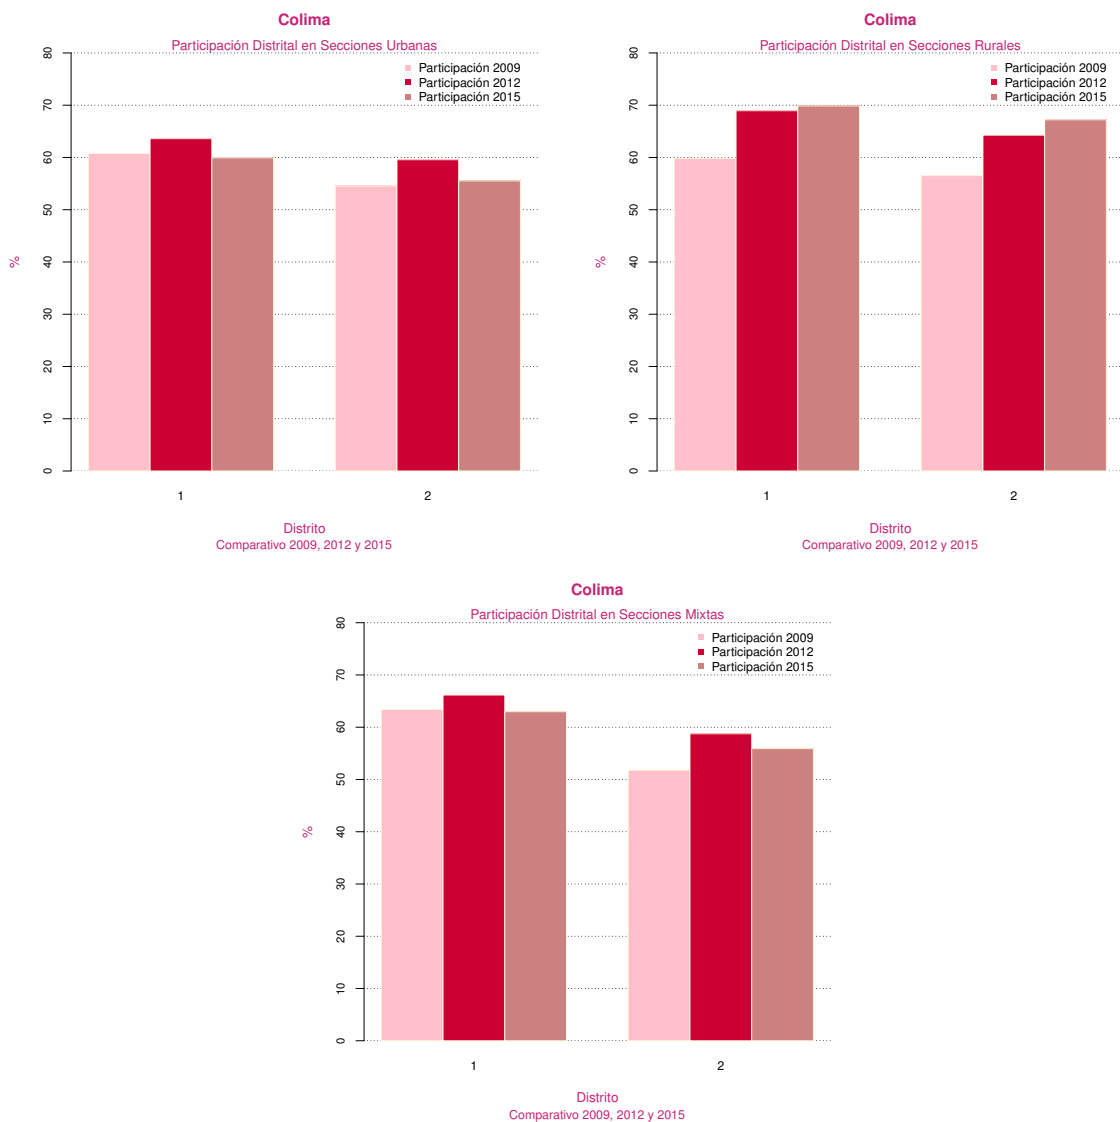 Colima
Participación Distrital en Secciones Urbanas
Participación 2009
Participación 2012
Participación 2015
80
70
60
50
40
30
20
10
0
%
1
2
Distrito
Comparativo 2009, 2012 y 2015
Colima
Participación Distrital en Secciones Rurales
Participación 2009
Participación 2012
Participación 2015
80
70
60
50
40
30
20
10
0
%
1
2
Distrito
Comparativo 2009, 2012 y 2015
Colima
Participación Distrital en Secciones Mixtas
Participación 2009
Participación 2012
Participación 2015
80
70
60
50
40
30
20
10
0
%
1
2
Distrito
Comparativo 2009, 2012 y 2015